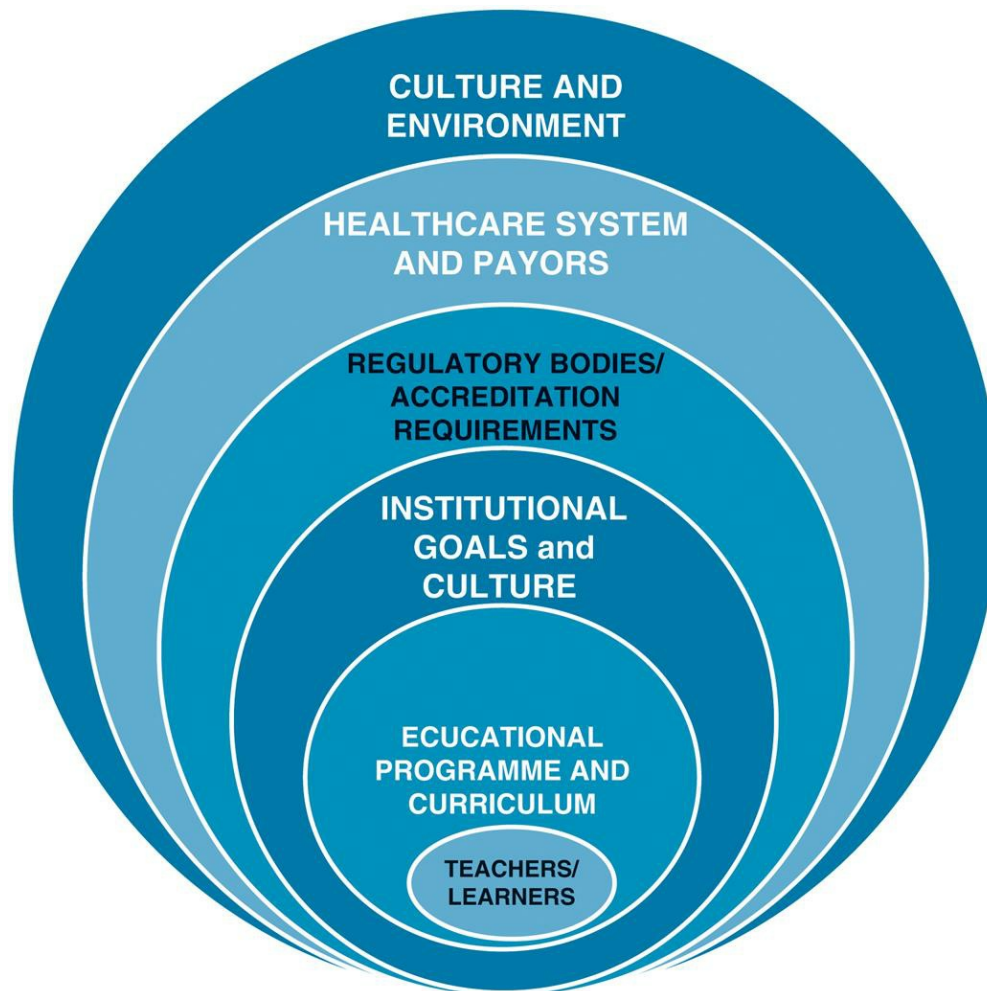 CULTURE AND
ENVIRONMENT
HEALTHCARE SYSTEM
AND PAYORS
REGULATORY BODIES/
ACCREDITATION
REQUIREMENTS
INSTITUTIONAL
GOALS and
CULTURE
ECUCATIONAL
PROGRAMME AND
CURRICULUM
TEACHERS/
LEARNERS